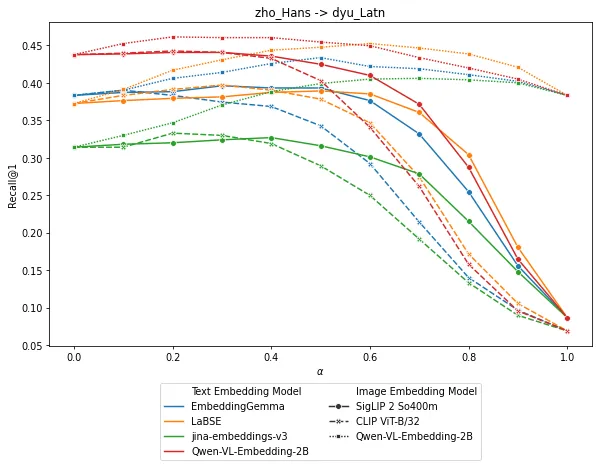 zho_Hans -> dyu_Latn
Recall@1
0.45
0.40
0.35
0.30
0.25
0.20
0.15
0.10
0.05
0.0
0.2
0.4
0.6
0.8
1.0
α
Text Embedding Model
EmbeddingGemma
LaBSE
jina-embeddings-v3
Qwen-VL-Embedding-2B
Image Embedding Model
SigLIP 2 So400m
CLIP ViT-B/32
Qwen-VL-Embedding-2B